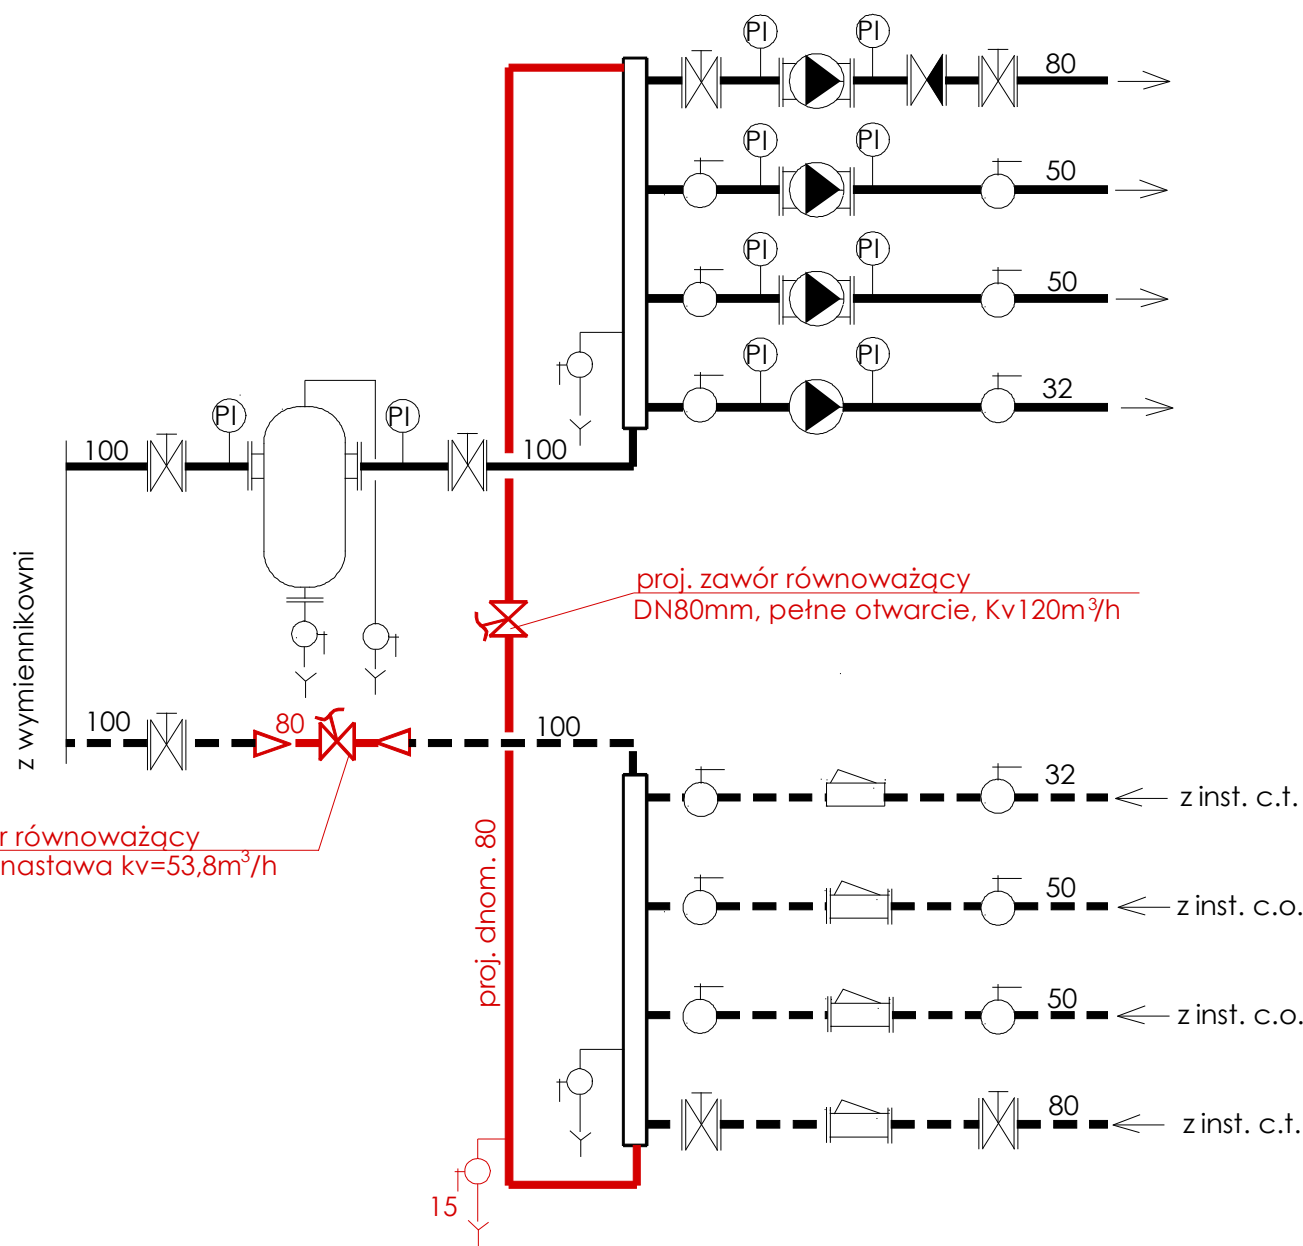 PI
PI
80
PI
PI
50
PI
PI
50
PI
PI
32
PI
PI
100
100
z wymiennikowni
proj. zawór równoważący
DN80mm, pełne otwarcie, Kv120m³/h
100
80
100
r równoważący
nastawa kv=53,8m³/h
proj. dnom. 80
32
z inst. c.t.
50
z inst. c.o.
50
z inst. c.o.
80
z inst. c.t.
15